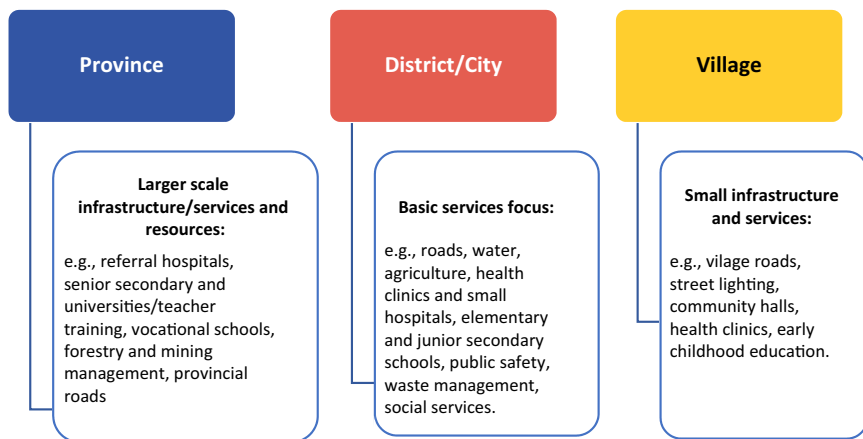 Province
Larger scale
infrastructure/services and
resources:
e.g., referral hospitals,
senior secondary and
universities/teacher
training, vocational schools,
forestry and mining
management, provincial
roads
District/City
Basic services focus:
e.g., roads, water,
agriculture, health
clinics and small
hospitals, elementary
and junior secondary
schools, public safety,
waste management,
social services.
Village
Small infrastructure
and services:
e.g., vilage roads,
street lighting,
community halls,
health clinics, early
childhood education.